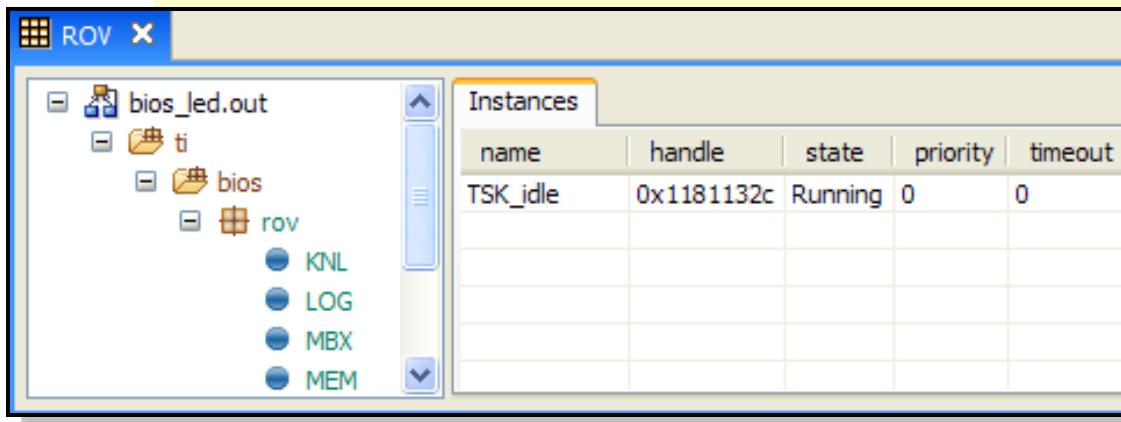 ROV
bios_led.out
ti
bios
rov
KNL
LOG
MBX
MEM
Instances
name handle state priority timeout
TSK_idle 0x1181132c Running 0 0